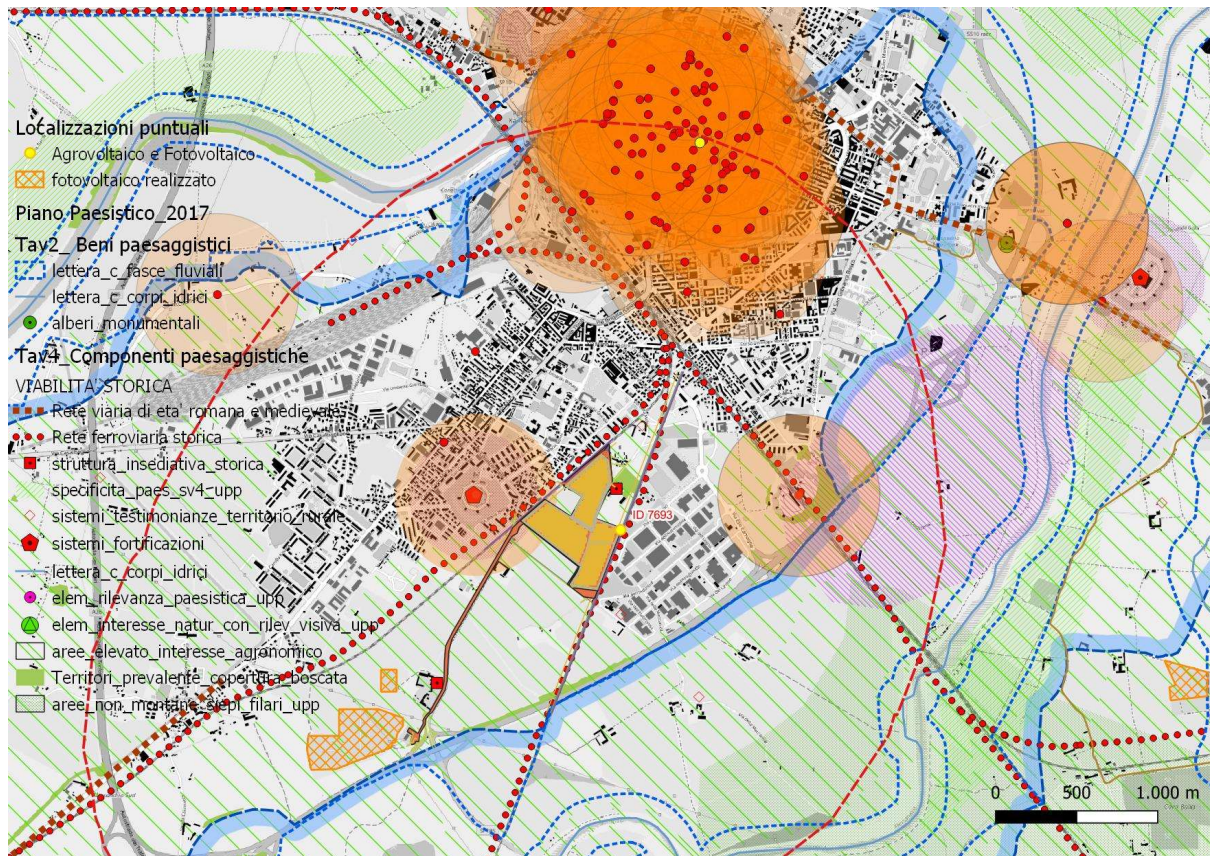 Localizzazioni puntuali
Agrovoltaico e Fotovoltaico
fotovoltaico realizzato
Piano Paesistico_2017
Tav2_ Beni paesaggistici
lettera_c_fasce_fluviali
lettera_c_corpi_idrici
alberi_monumentali
Tav4_Componenti paesaggistiche
VIABILITA' STORICA
Rete viaria di eta' romana e medievale
Rete ferroviaria storica
struttura_insediativa_storica
specificita_paes_sv4_upp
sistemi_testimonianze_territorio_rurale
sistemi_fortificazioni
lettera_c_corpi_idrici
elem_rilevanza_paesistica_upp
elem_interesse_natur_con_rilev_visiva_upp
aree_elevato_interesse_agronomico
Territori_prevalente_copertura_boscata
aree_non_montane_siepi_filari_upp
ID 7693
A26
0 500 1.000 m